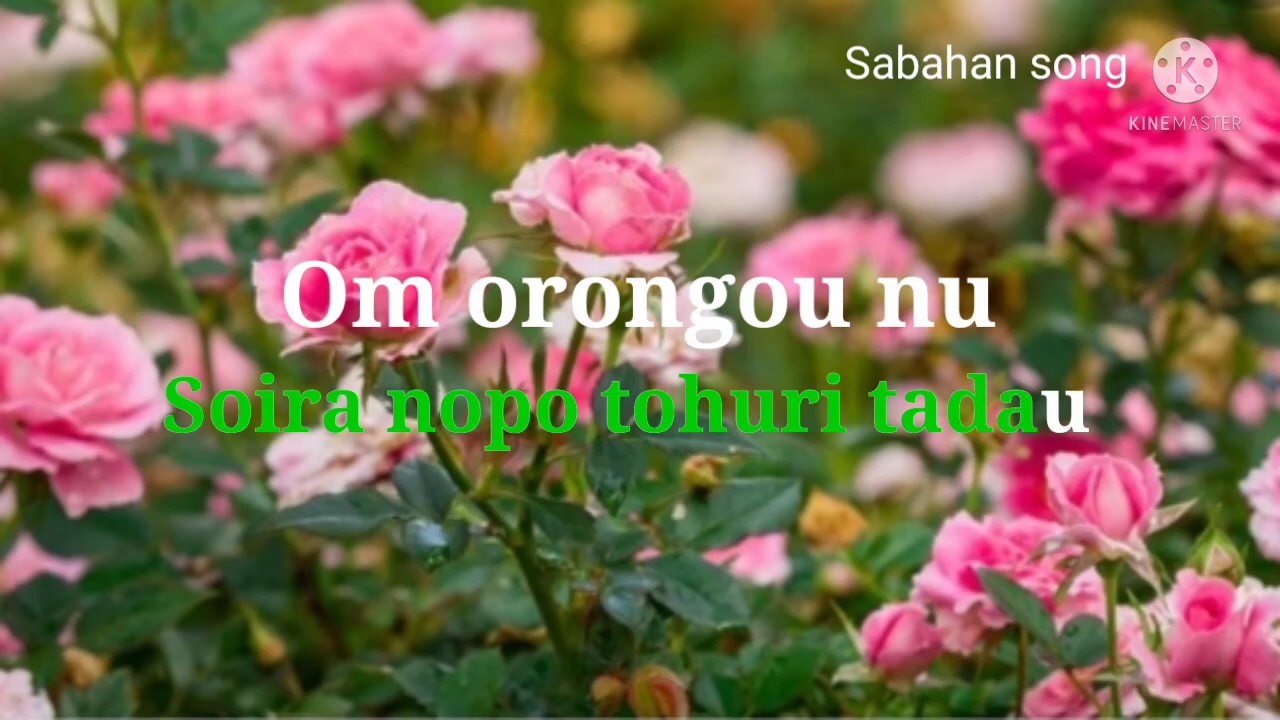 Sabahan song
K
KINEMASTER
Om orongou nu
Soira nopo tohuri tadau